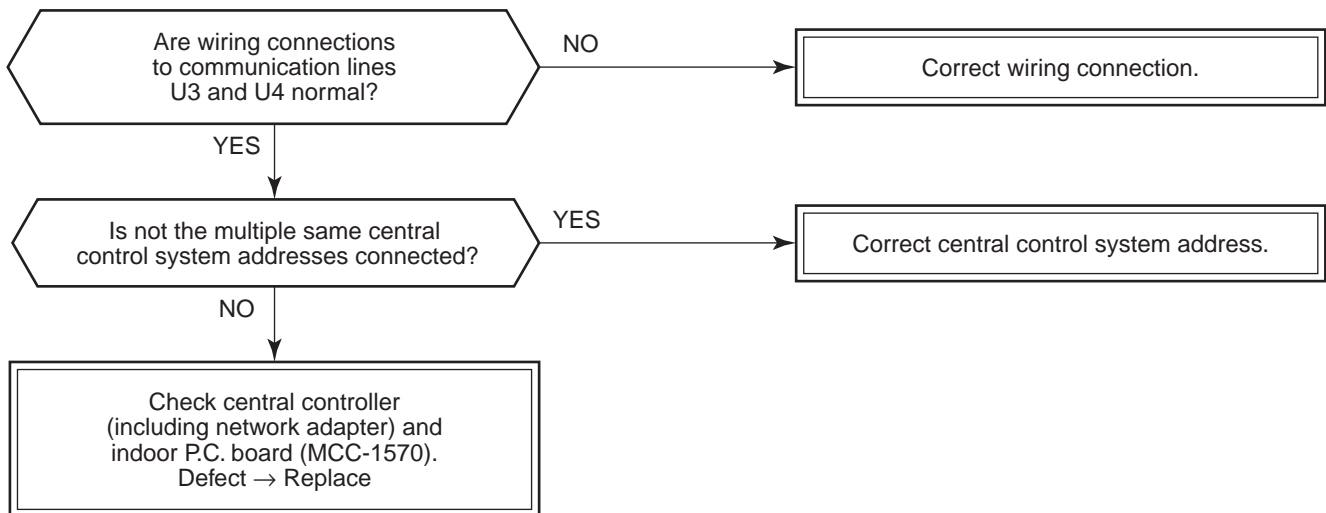 Are wiring connections
to communication lines
U3 and U4 normal?
NO
Correct wiring connection.
YES
Is not the multiple same central
control system addresses connected?
YES
Correct central control system address.
NO
Check central controller
(including network adapter) and
indoor P.C. board (MCC-1570).
Defect → Replace